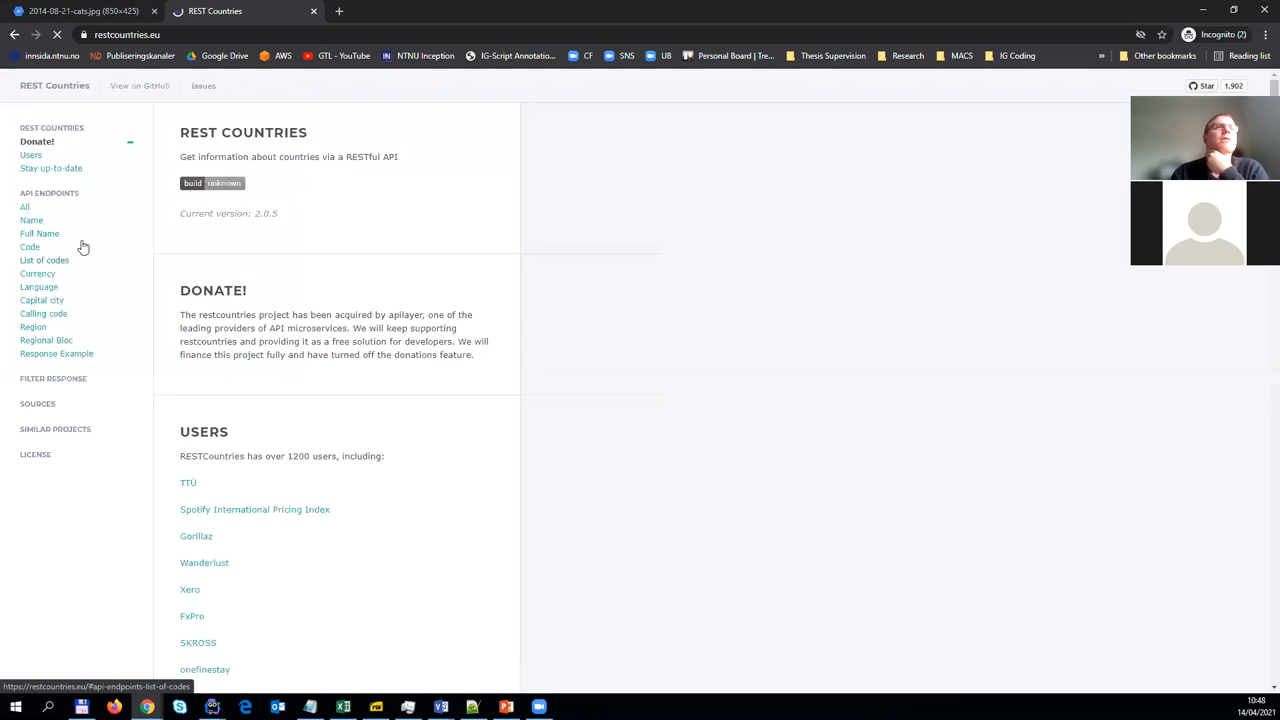 2014-08-21-cats.jpg (850×425)
REST Countries
restcountries.eu
Incognito (2)
innsida.ntnu.no
Publiseringskanaler
Google Drive
AWS
GTL - YouTube
NTNU Inception
IG-Script Annotatio...
CF
SNS
UB
Personal Board | Tre...
Thesis Supervision
Research
MACS
IG Coding
»
Other bookmarks
Reading list
REST Countries
View on GitHub
Issues
Star
1,902
REST COUNTRIES
Donate!
Users
Stay up-to-date
API ENDPOINTS
All
Name
Full Name
Code
List of codes
Currency
Language
Capital city
Calling code
Region
Regional Bloc
Response Example
FILTER RESPONSE
SOURCES
SIMILAR PROJECTS
LICENSE
REST COUNTRIES
Get information about countries via a RESTful API
build unknown
Current version: 2.0.5
DONATE!
The restcountries project has been acquired by apilayer, one of the
leading providers of API microservices. We will keep supporting
restcountries and providing it as a free solution for developers. We will
finance this project fully and have turned off the donations feature.
USERS
RESTCountries has over 1200 users, including:
TTÜ
Spotify International Pricing Index
Gorillaz
Wanderlust
Xero
FxPro
SKROSS
onefinestay
https://restcountries.eu/#api-endpoints-list-of-codes
10:48
14/04/2021